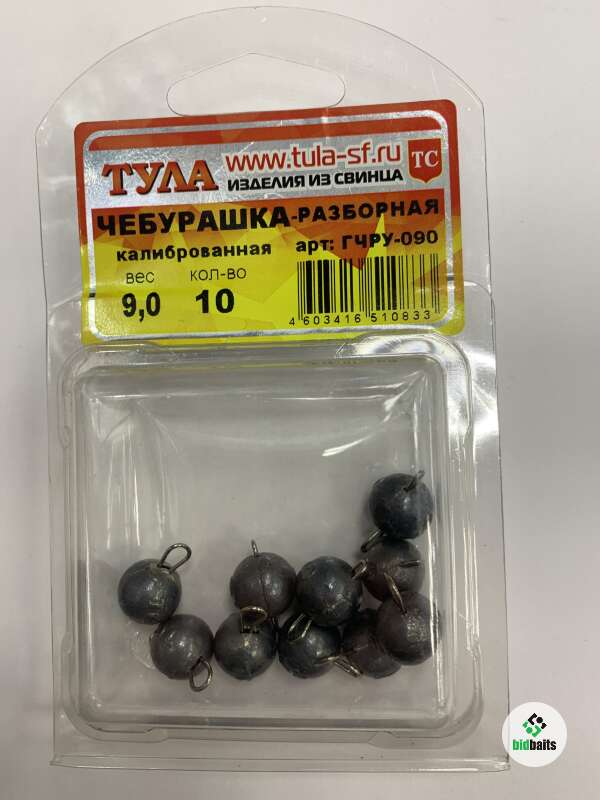 ТУЛА www.tula-sf.ru ТС
ИЗДЕЛИЯ ИЗ СВИНЦА
ЧЕБУРАШКА-РАЗБОРНАЯ
калиброванная арт: ГЧРУ-090
вес кол-во
9,0 10
4 603416 510833
bidbaits